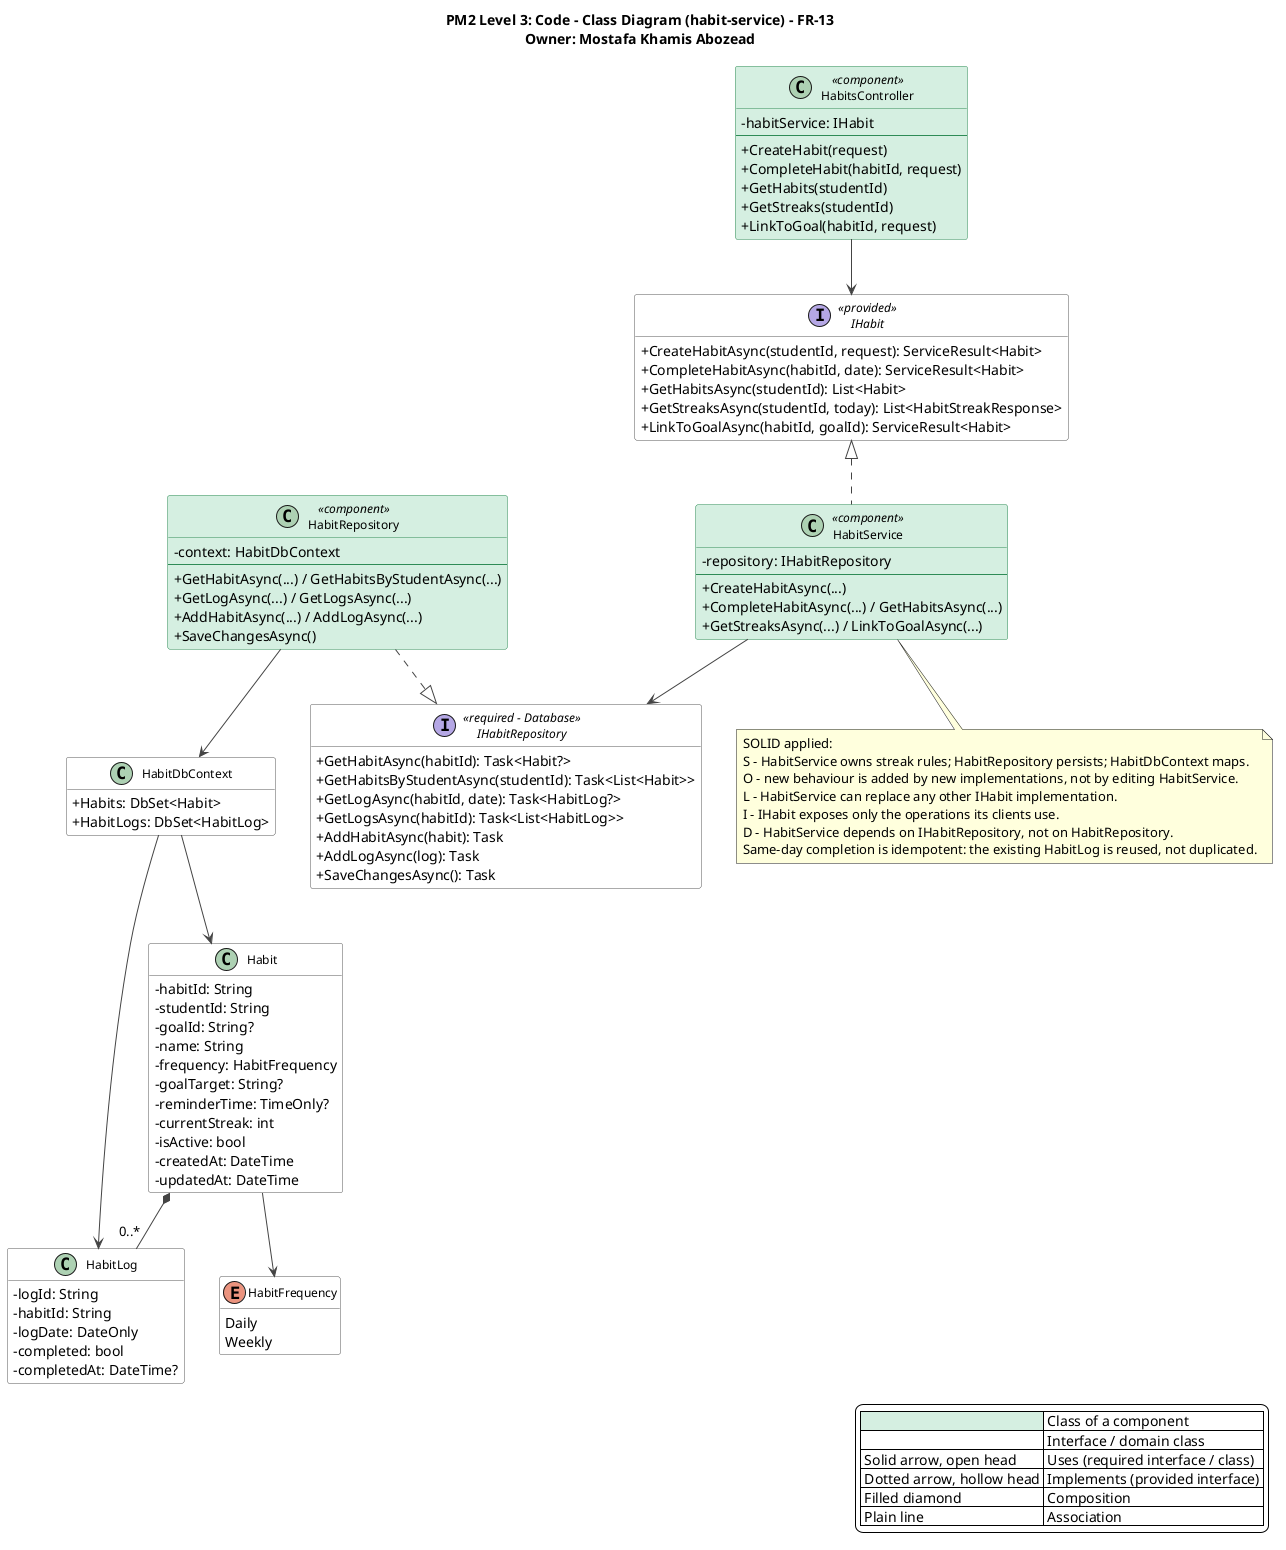 PM2 Level 3: Code - Class Diagram (habit-service) - FR-13
Owner: Mostafa Khamis Abozead
C
«component»
HabitsController
-habitService: IHabit
+CreateHabit(request)
+CompleteHabit(habitId, request)
+GetHabits(studentId)
+GetStreaks(studentId)
+LinkToGoal(habitId, request)
I
«provided»
IHabit
+CreateHabitAsync(studentId, request): ServiceResult<Habit>
+CompleteHabitAsync(habitId, date): ServiceResult<Habit>
+GetHabitsAsync(studentId): List<Habit>
+GetStreaksAsync(studentId, today): List<HabitStreakResponse>
+LinkToGoalAsync(habitId, goalId): ServiceResult<Habit>
C
«component»
HabitRepository
-context: HabitDbContext
+GetHabitAsync(...) / GetHabitsByStudentAsync(...)
+GetLogAsync(...) / GetLogsAsync(...)
+AddHabitAsync(...) / AddLogAsync(...)
+SaveChangesAsync()
C
«component»
HabitService
-repository: IHabitRepository
+CreateHabitAsync(...)
+CompleteHabitAsync(...) / GetHabitsAsync(...)
+GetStreaksAsync(...) / LinkToGoalAsync(...)
C
HabitDbContext
+Habits: DbSet<Habit>
+HabitLogs: DbSet<HabitLog>
I
«required - Database»
IHabitRepository
+GetHabitAsync(habitId): Task<Habit?>
+GetHabitsByStudentAsync(studentId): Task<List<Habit>>
+GetLogAsync(habitId, date): Task<HabitLog?>
+GetLogsAsync(habitId): Task<List<HabitLog>>
+AddHabitAsync(habit): Task
+AddLogAsync(log): Task
+SaveChangesAsync(): Task
SOLID applied:
S - HabitService owns streak rules; HabitRepository persists; HabitDbContext maps.
O - new behaviour is added by new implementations, not by editing HabitService.
L - HabitService can replace any other IHabit implementation.
I - IHabit exposes only the operations its clients use.
D - HabitService depends on IHabitRepository, not on HabitRepository.
Same-day completion is idempotent: the existing HabitLog is reused, not duplicated.
C
Habit
-habitId: String
-studentId: String
-goalId: String?
-name: String
-frequency: HabitFrequency
-goalTarget: String?
-reminderTime: TimeOnly?
-currentStreak: int
-isActive: bool
-createdAt: DateTime
-updatedAt: DateTime
0..*
C
HabitLog
-logId: String
-habitId: String
-logDate: DateOnly
-completed: bool
-completedAt: DateTime?
E
HabitFrequency
Daily
Weekly
Class of a component
Interface / domain class
Solid arrow, open head Uses (required interface / class)
Dotted arrow, hollow head Implements (provided interface)
Filled diamond Composition
Plain line Association